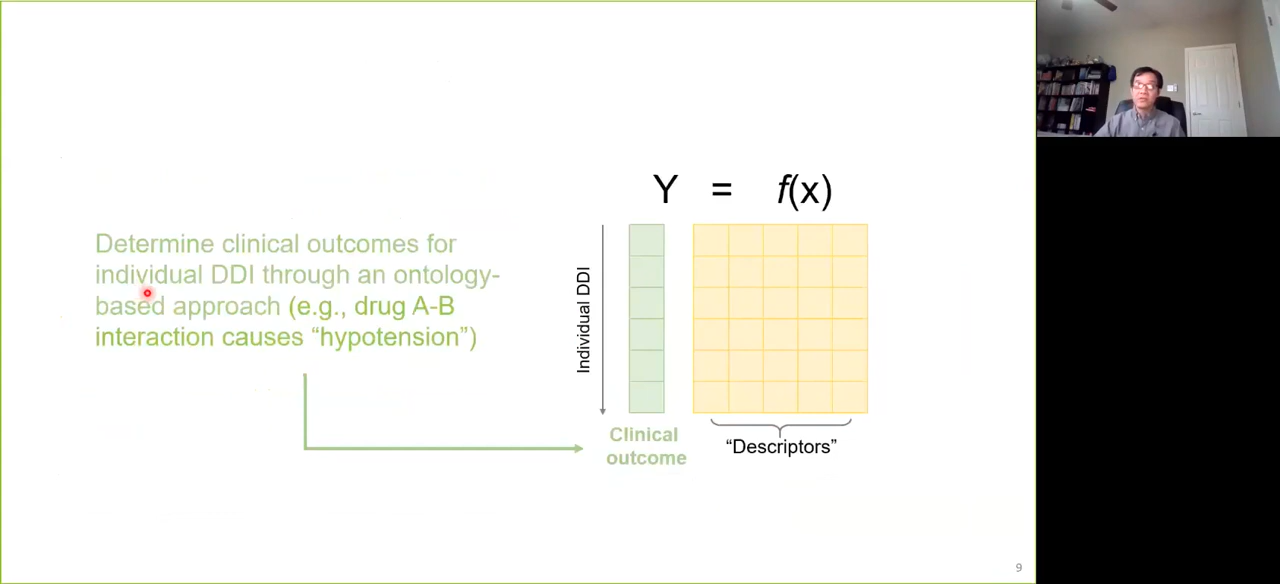 Y = f(x)
Determine clinical outcomes for
individual DDI through an ontology-
based approach (e.g., drug A-B
interaction causes “hypotension”)
Individual DDI
Clinical
outcome
“Descriptors”
9